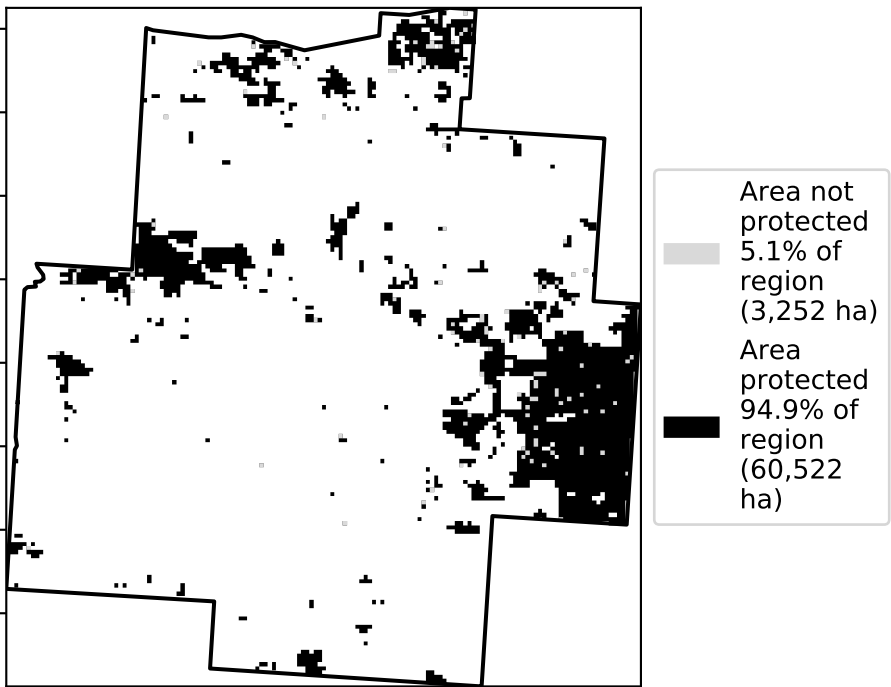 Area not
protected
5.1% of
region
(3,252 ha)
Area
protected
94.9% of
region
(60,522
ha)